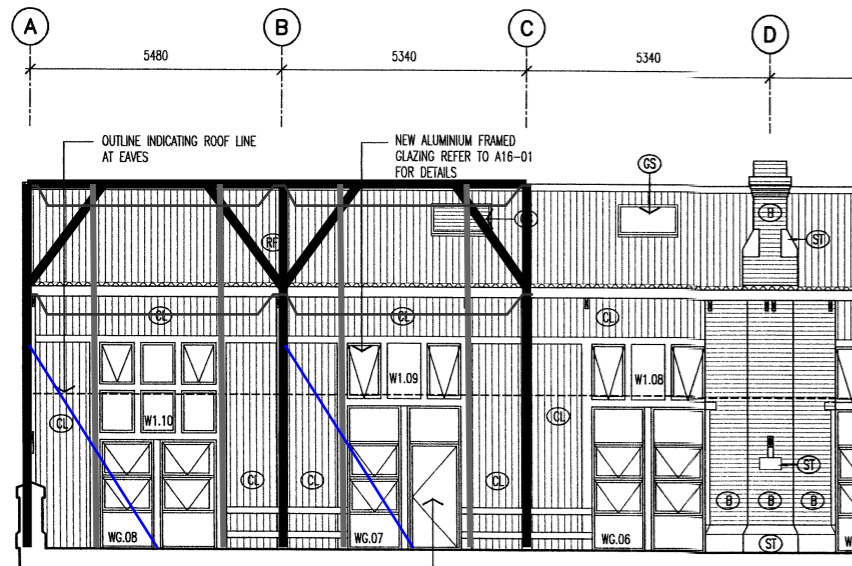 A
B
C
D
5480
5340
5340
OUTLINE INDICATING ROOF LINE
AT EAVES
NEW ALUMINIUM FRAMED
GLAZING REFER TO A16-01
FOR DETAILS
GS
B
ST
RF
CL
CL
CL
W1.10
W1.09
W1.08
CL
CL
CL
CL
CL
ST
B
B
B
WG.08
WG.07
WG.06
ST
W